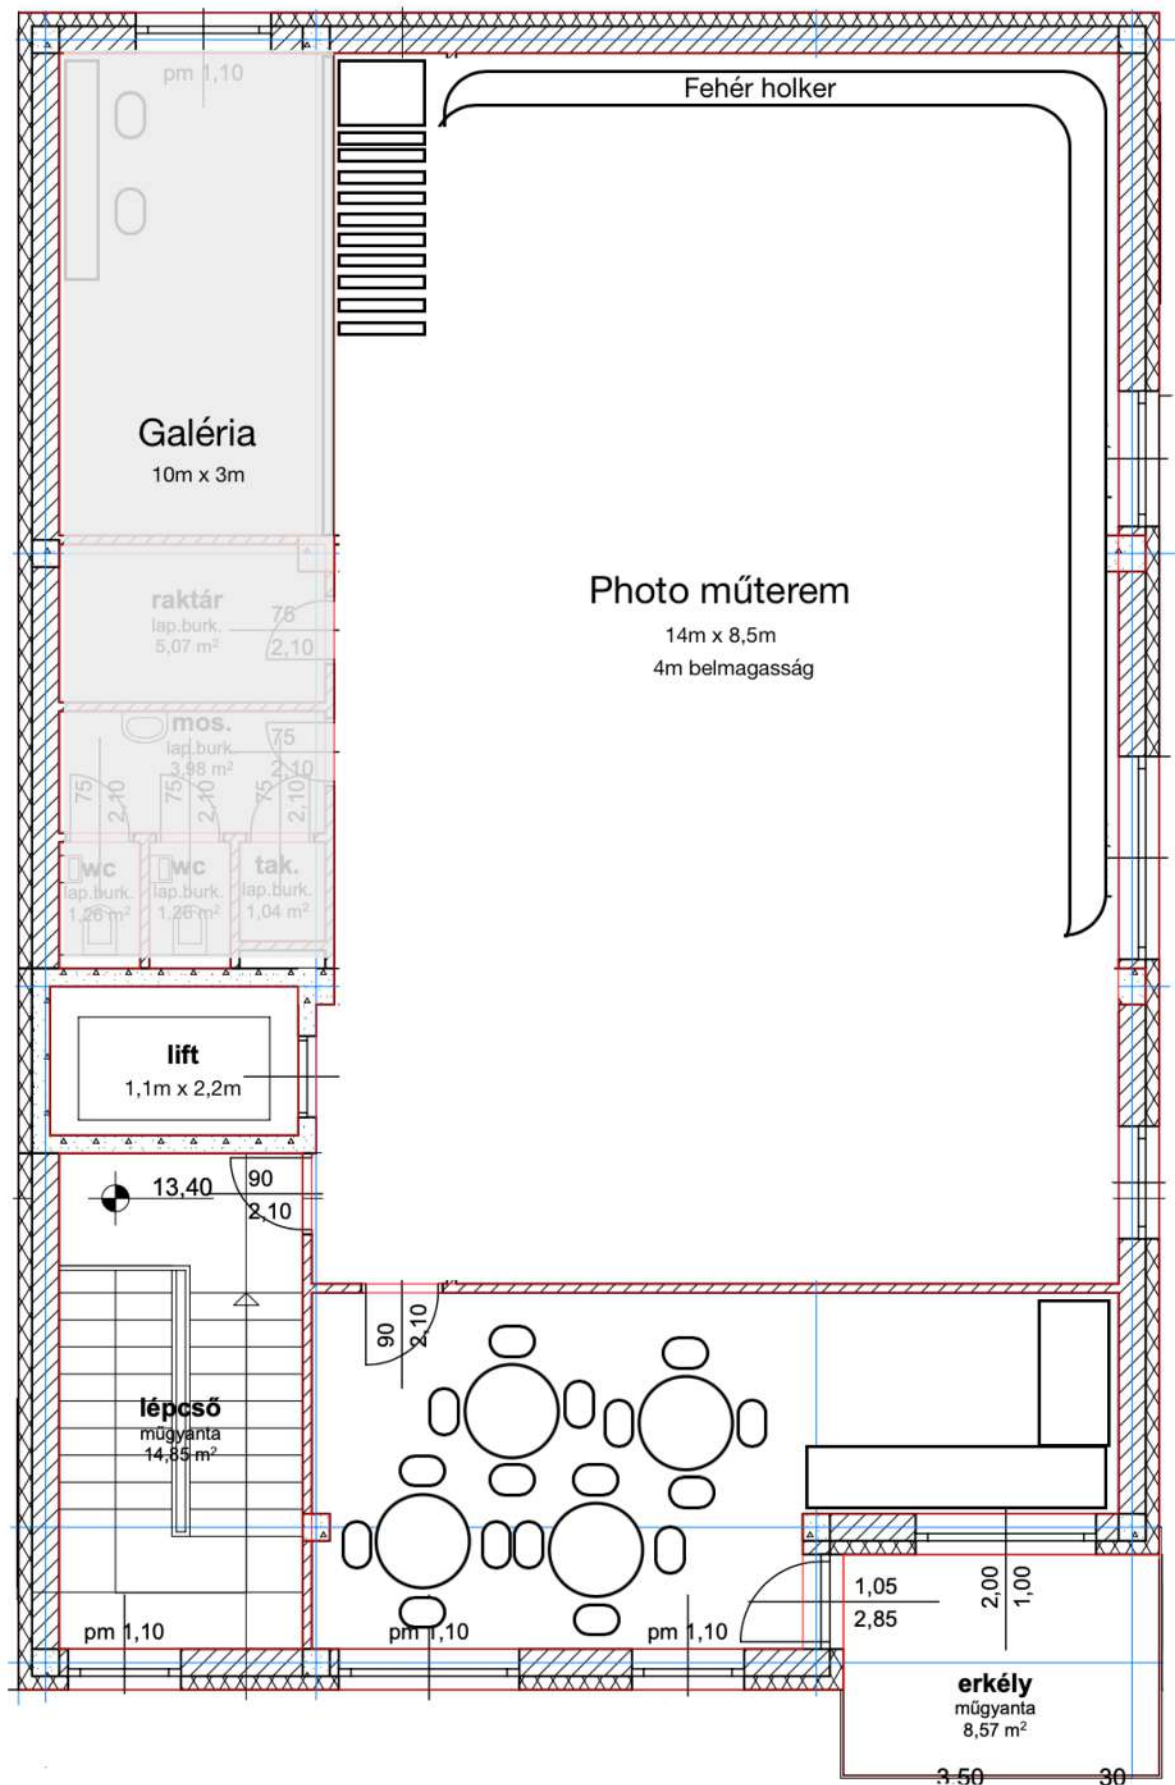 pm 1,10
Fehér holker
Galéria
10m x 3m
Photo műterem
14m x 8,5m
4m belmagasság
raktár
lap.burk.
5,07 m²
75
2,10
mos.
lap.burk.
3,98 m²
75
2,10
75
2,10
75
2,10
75
2,10
wc
lap.burk.
1,26 m²
wc
lap.burk.
1,26 m²
tak.
lap.burk.
1,04 m²
lift
1,1m x 2,2m
13,40
90
2,10
90
2,10
lépcső
műgyanta
14,85 m²
pm 1,10
pm 1,10
pm 1,10
1,05
2,85
2,00
1,00
erkély
műgyanta
8,57 m²
3,50
30